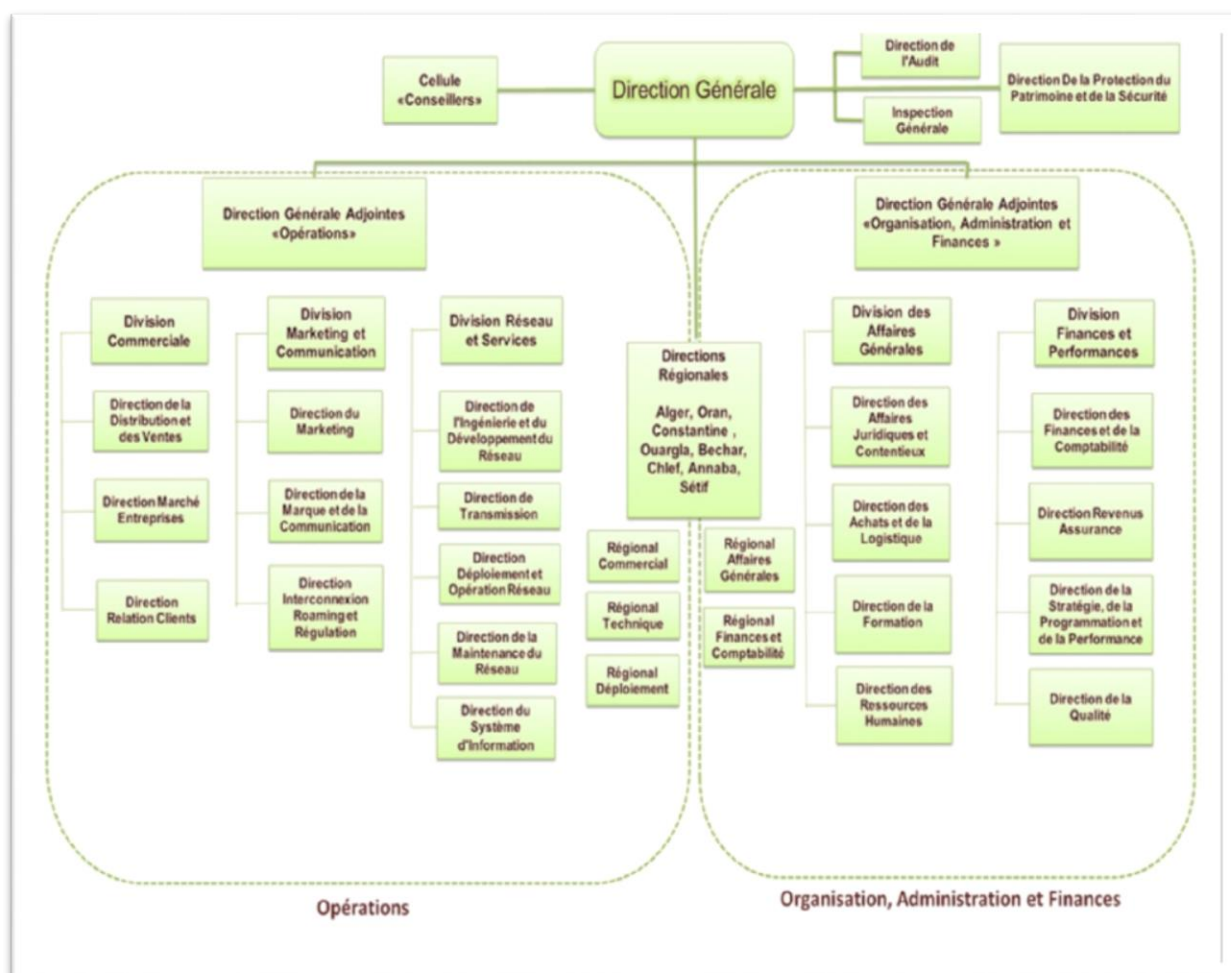 Cellule
«Conseillers»
Direction Générale
Direction de
l'Audit
Inspection
Générale
Direction De la Protection du
Patrimoine et de la Sécurité
Direction Générale Adjointes
«Opérations»
Direction Générale Adjointes
«Organisation, Administration et
Finances »
Division
Commerciale
Direction de la
Distribution et
des Ventes
Direction Marché
Entreprises
Direction
Relation Clients
Division
Marketing et
Communication
Direction du
Marketing
Direction de la
Marque et de la
Communication
Direction
Interconnexion
Roaming et
Régulation
Division Réseau
et Services
Direction de
l'Ingénierie et du
Développement du
Réseau
Direction de
Transmission
Direction
Déploiement et
Opération Réseau
Direction de la
Maintenance du
Réseau
Direction du
Système
d'Information
Directions
Régionales
Alger, Oran,
Constantine ,
Ouargla, Bechar,
Chlef, Annaba,
Sétif
Régional
Commercial
Régional
Technique
Régional
Déploiement
Régional
Affaires
Générales
Régional
Finances et
Comptabilité
Division des
Affaires
Générales
Direction des
Affaires
Juridiques et
Contentieux
Direction des
Achats et de la
Logistique
Direction de la
Formation
Direction des
Ressources
Humaines
Division
Finances et
Performances
Direction des
Finances et de la
Comptabilité
Direction Revenus
Assurance
Direction de la
Stratégie, de la
Programmation et
de la Performance
Direction de la
Qualité
Opérations
Organisation, Administration et Finances